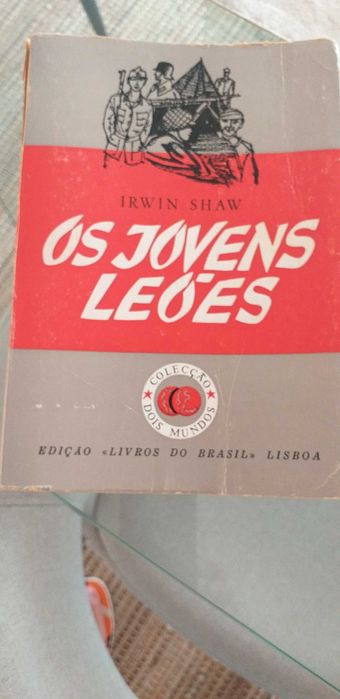 IRWIN SHAW
OS JOVENS
LEÕES
COLECÇÃO
DOIS MUNDOS
EDIÇÃO «LIVROS DO BRASIL» LISBOA